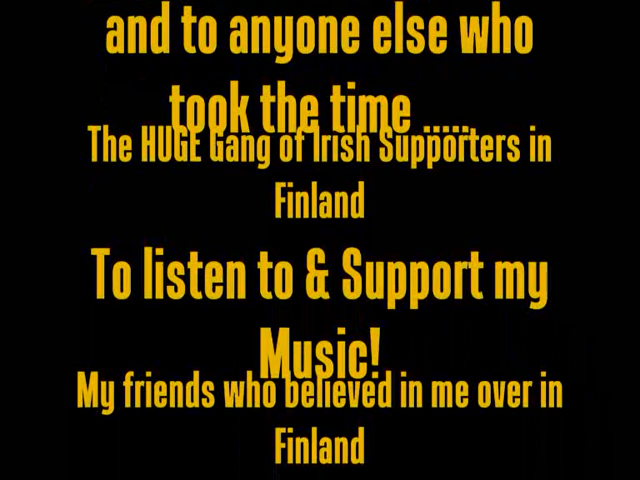 and to anyone else who
took the time .....
The HUGE Gang of Irish Supporters in
Finland
To listen to & Support my
Music!
My friends who believed in me over in
Finland